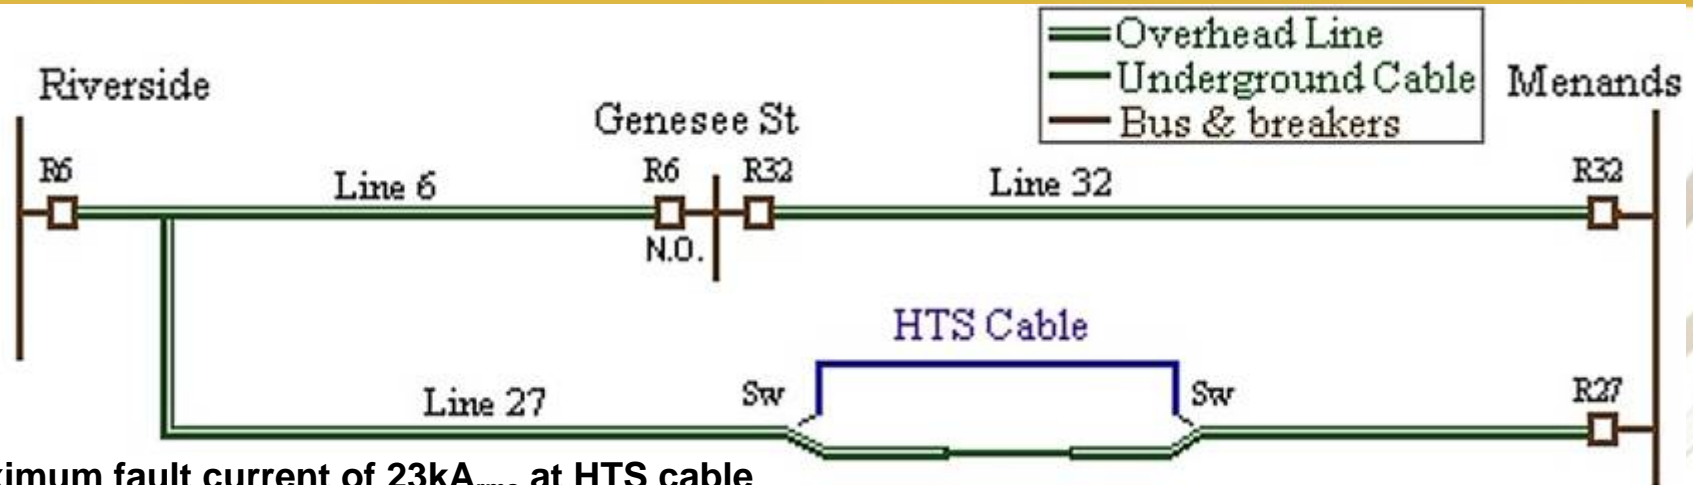 Overhead Line
Underground Cable
Bus & breakers
Riverside
Menands
Genesee St
R6
Line 6
R6
R32
Line 32
R32
N.O.
HTS Cable
Line 27
Sw
Sw
R27
fault current of 23kA at HTS cable